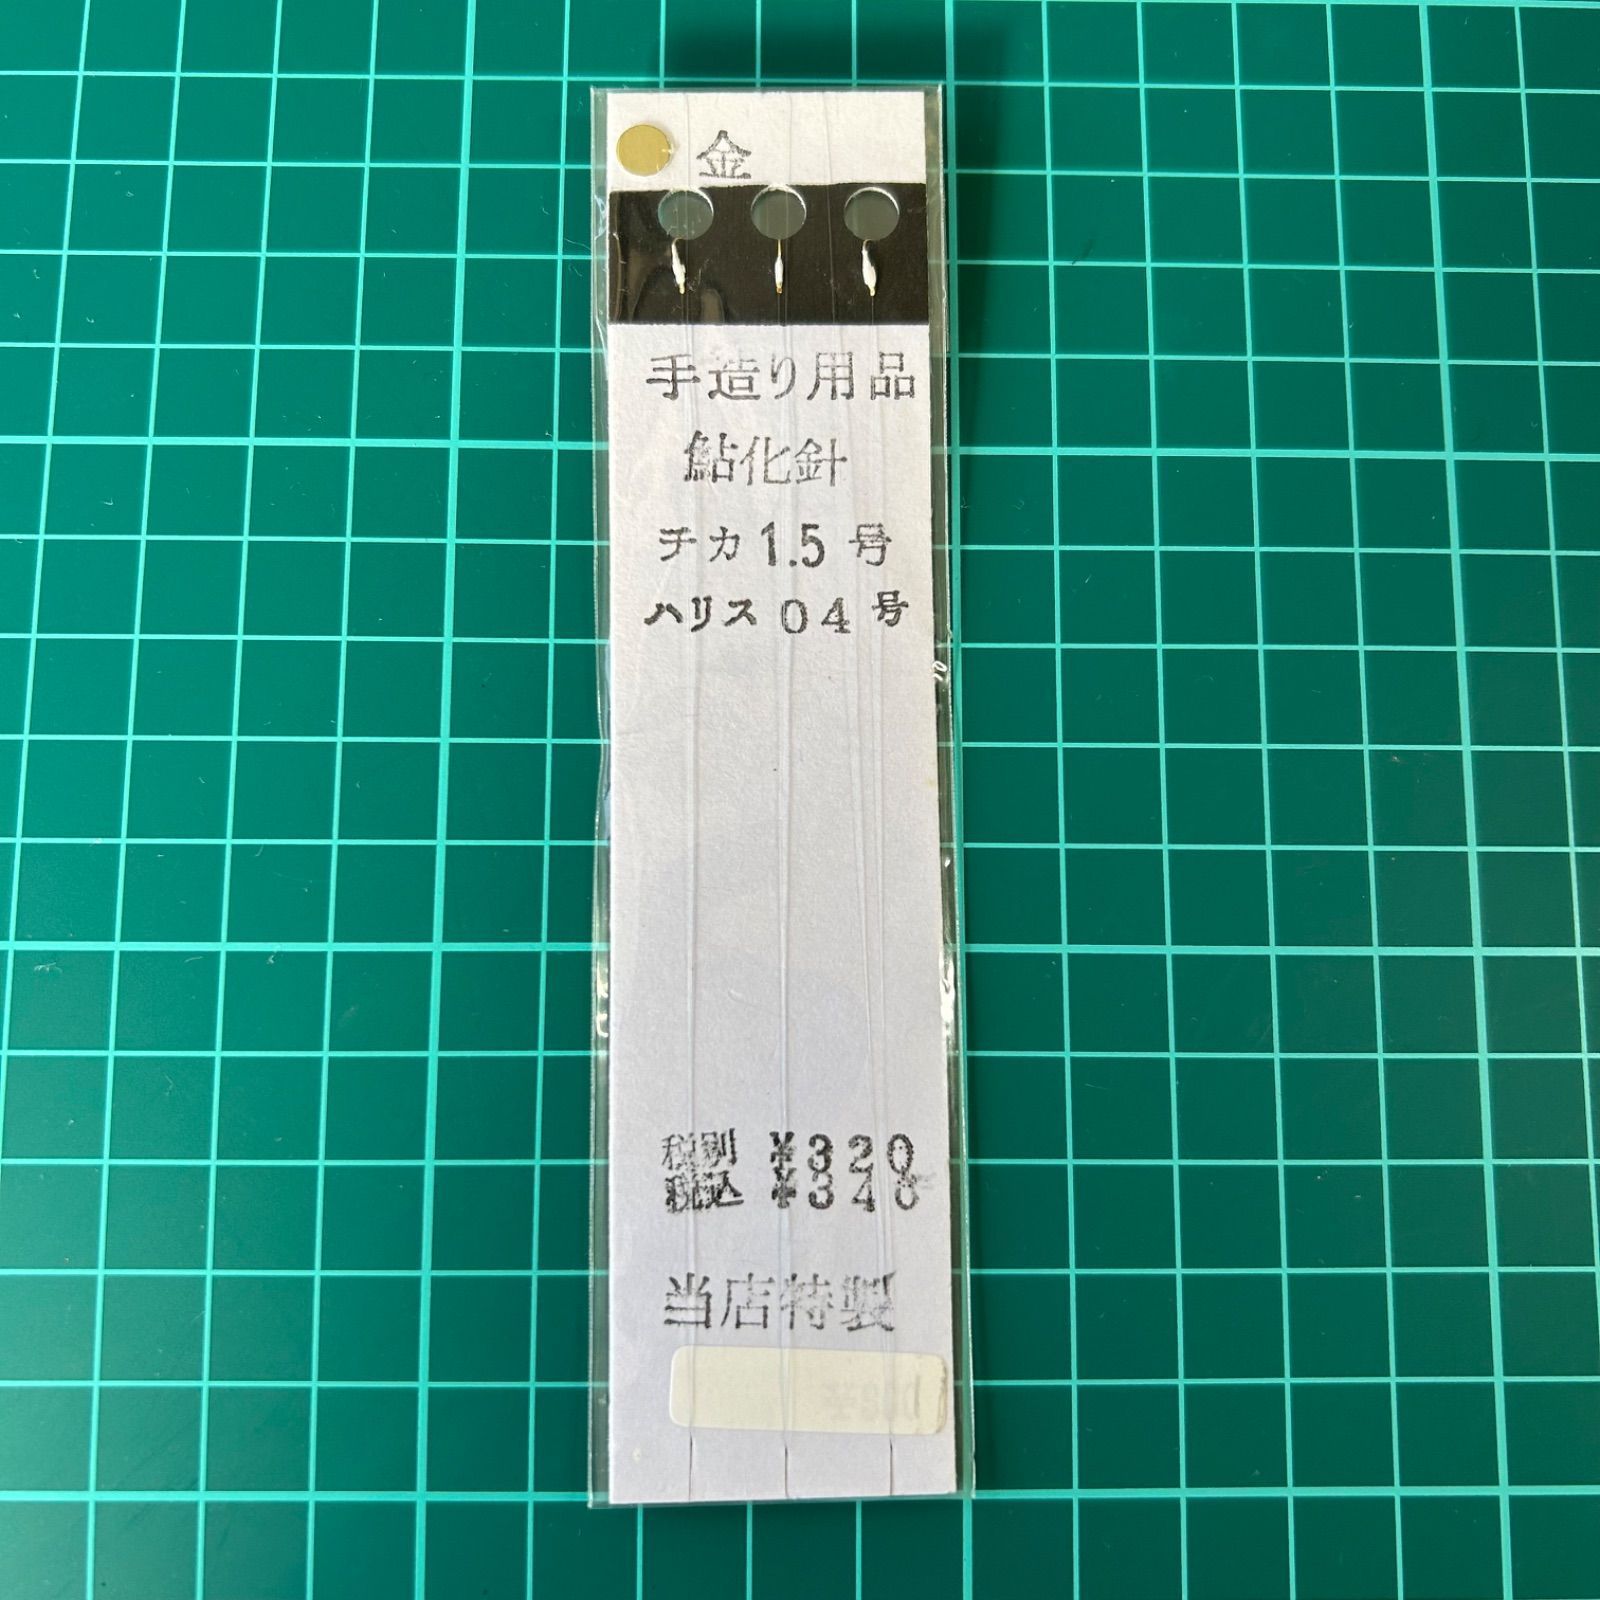 金
手造り用品
鮎化針
チカ1.5号
ハリス04号
税別 ¥320
税込 ¥346
当店特製